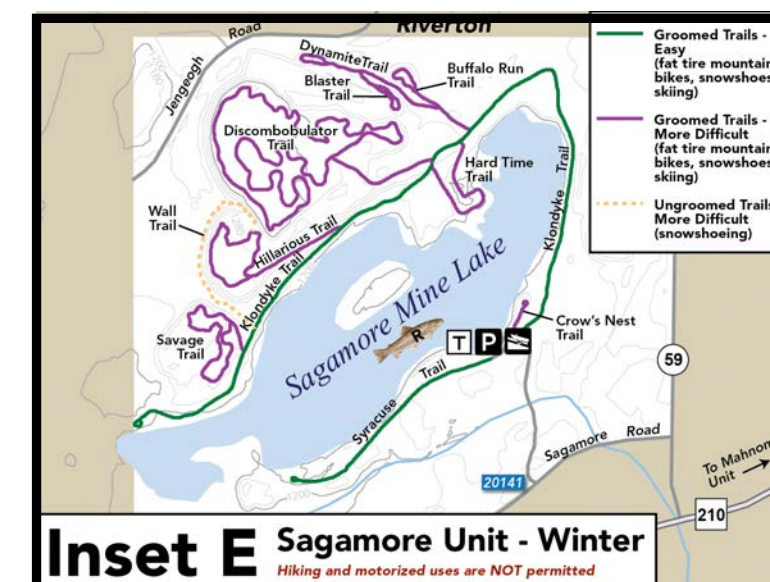 Riverton
Road
Jengeogh
DynamiteTrail
Blaster
Trail
Buffalo Run
Trail
Discombobulator
Trail
Hard Time
Trail
Klondyke Trail
Wall
Trail
Hillarious Trail
Klondyke Trail
Savage
Trail
Sagamore Mine Lake
R
T
P
Crow's Nest
Trail
Syracuse Trail
1200
20141
Sagamore Road
59
210
To Mahnon
Unit
Groomed Trails -
Easy
(fat tire mountain
bikes, snowshoes
skiing)
Groomed Trails -
More Difficult
(fat tire mountain
bikes, snowshoes
skiing)
Ungroomed Trails
More Difficult
(snowshoeing)
Inset E
Sagamore Unit - Winter
Hiking and motorized uses are NOT permitted